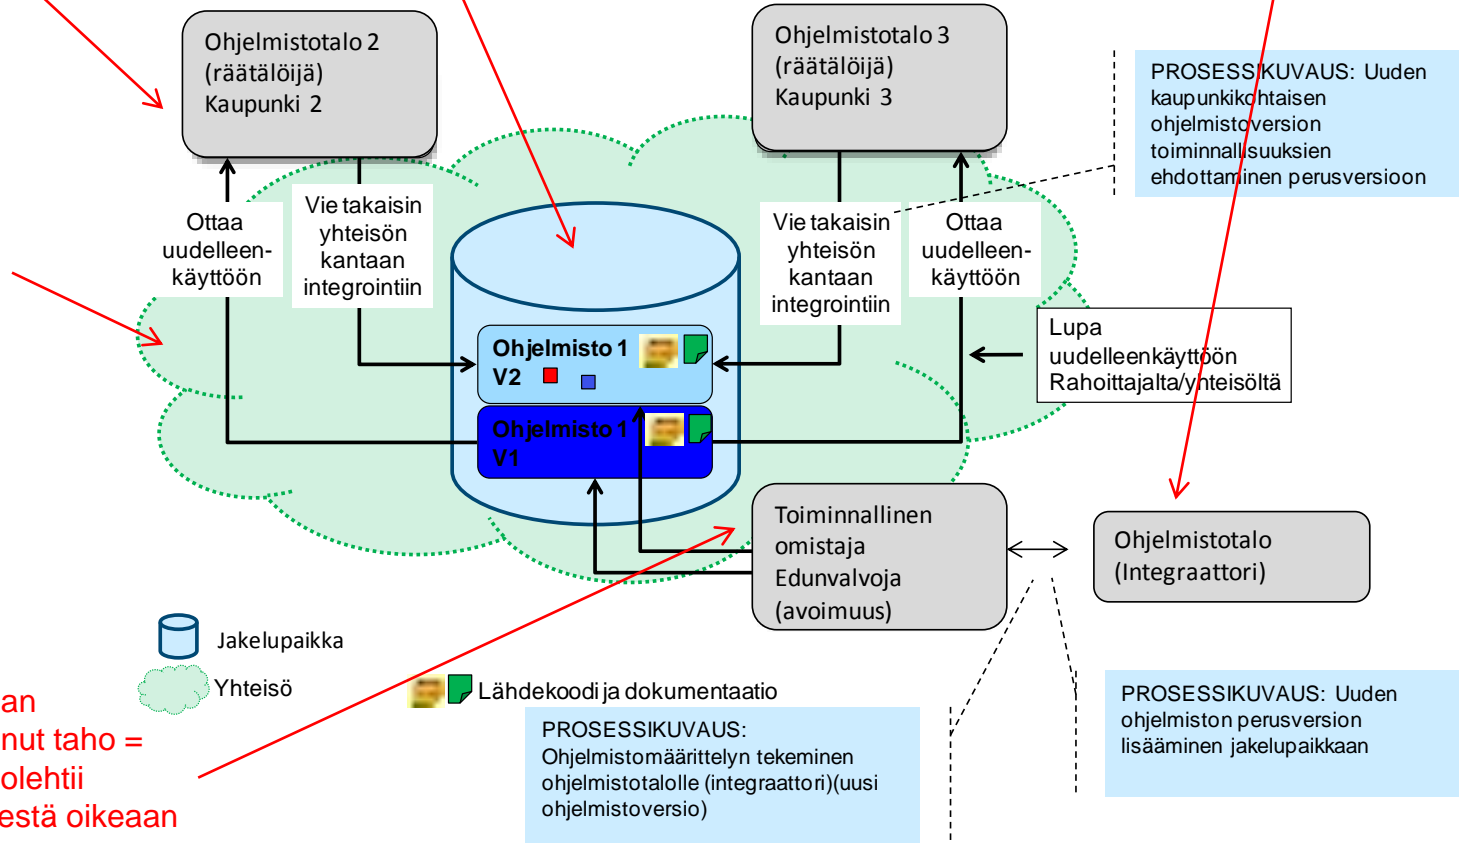 Ohjelmistotalo 2
(räätälöijä)
Kaupunki 2
Ohjelmistotalo 3
(räätälöijä)
Kaupunki 3
PROSESSIKUVAUS: Uuden
kaupunkikohtaisen
ohjelmistoversion
toiminnallisuuksien
ehdottaminen perusversioon
Ottaa
uudelleen-
käyttöön
Vie takaisin
yhteisön
kantaan
integrointiin
Vie takaisin
yhteisön
kantaan
integrointiin
Ottaa
uudelleen-
käyttöön
Lupa
uudelleenkäyttöön
Rahoittajalta/yhteisöltä
Ohjelmisto 1
V2
Ohjelmisto 1
V1
Toiminnallinen
omistaja
Edunvalvoja
(avoimuus)
Ohjelmistotalo
(Integraattori)
Jakelupaikka
Yhteisö
Lähdekoodi ja dokumentaatio
an
nut taho =
olehtii
estä oikeaan
PROSESSIKUVAUS:
Ohjelmistomäärittelyn tekeminen
ohjelmistotalolle (integraattori)(uusi
ohjelmistoversio)
PROSESSIKUVAUS: Uuden
ohjelmiston perusversion
lisääminen jakelupaikkaan